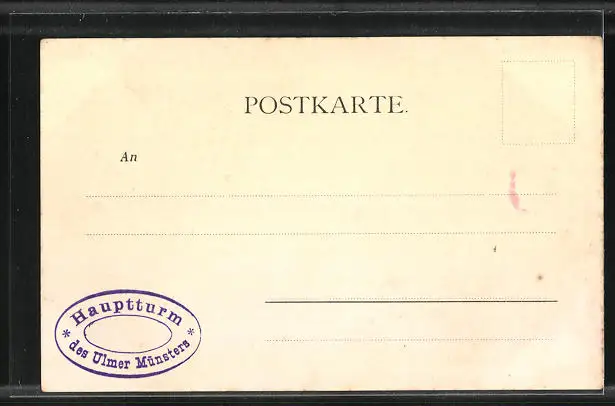 POSTKARTE.
An
* Hauptturm *
des Ulmer Münsters